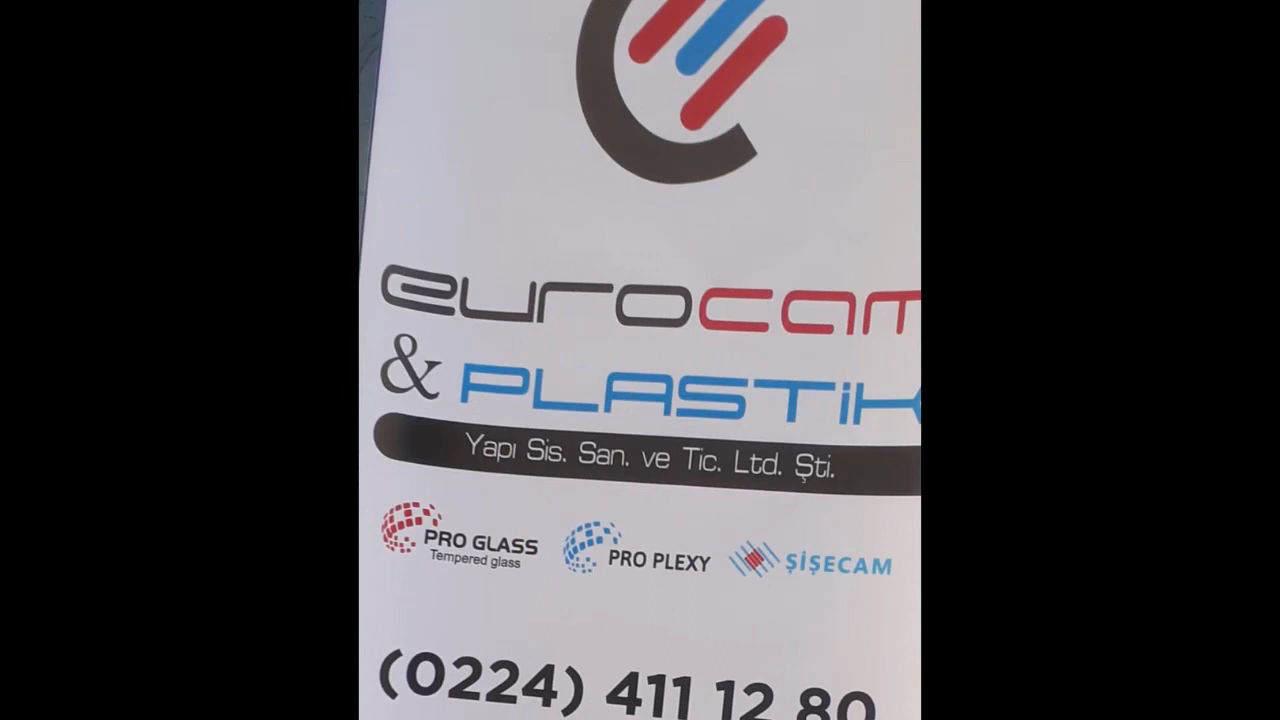 eurocam
& PLASTiK
Yapı Sis. San. ve Tic. Ltd. Şti.
PRO GLASS
Tempered glass
PRO PLEXY
ŞİŞECAM
(0224) 411 12 80